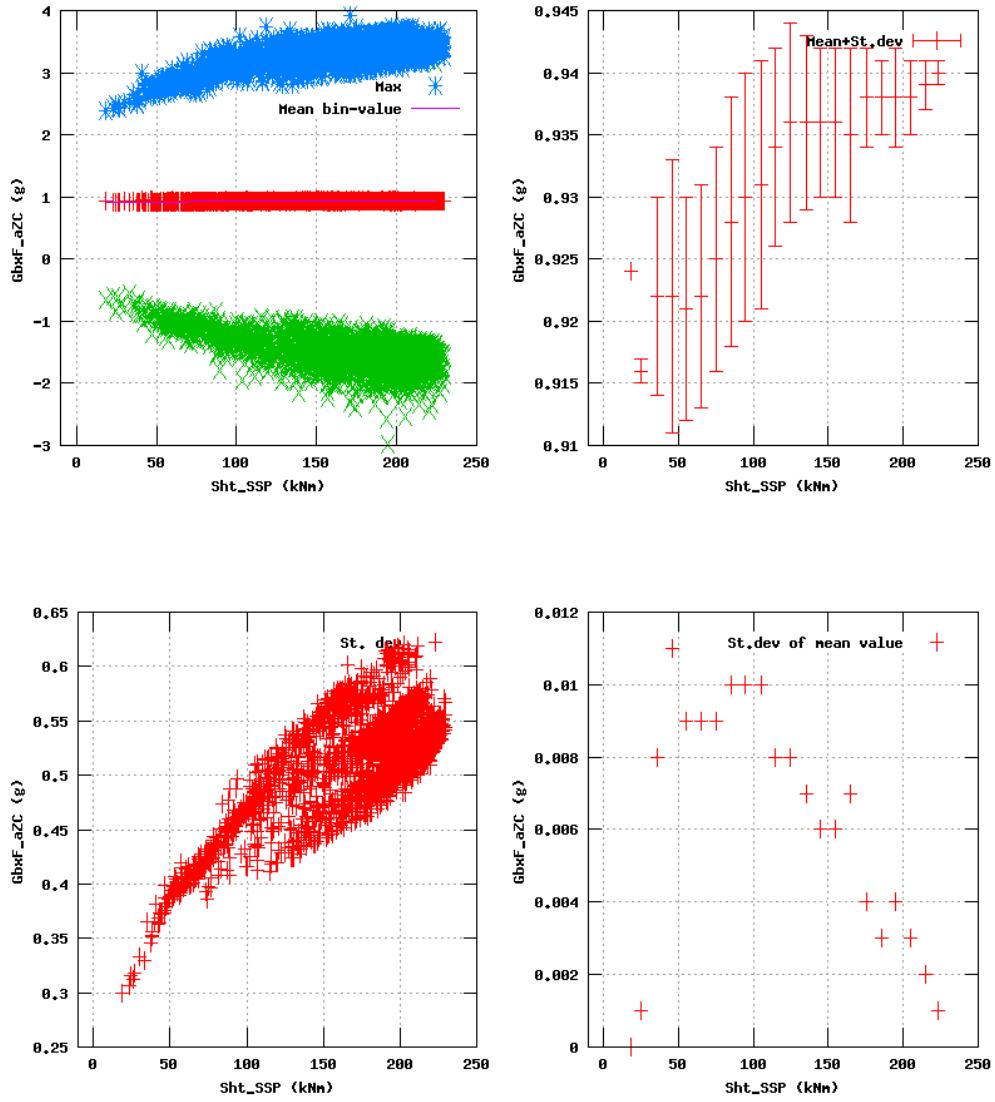 4
3
2
1
0
-1
-2
-3
GbxF_aZC (g)
Max
Mean bin-value
0 50 100 150 200 250
Sht_SSP (kNm)
0.945
0.94
0.935
0.93
0.925
0.92
0.915
0.91
GbxF_aZC (g)
Mean+St.dev
0 50 100 150 200 250
Sht_SSP (kNm)
0.65
0.6
0.55
0.5
0.45
0.4
0.35
0.3
0.25
GbxF_aZC (g)
St. dev
0 50 100 150 200 250
Sht_SSP (kNm)
0.012
0.01
0.008
0.006
0.004
0.002
0
GbxF_aZC (g)
St.dev of mean value
0 50 100 150 200 250
Sht_SSP (kNm)